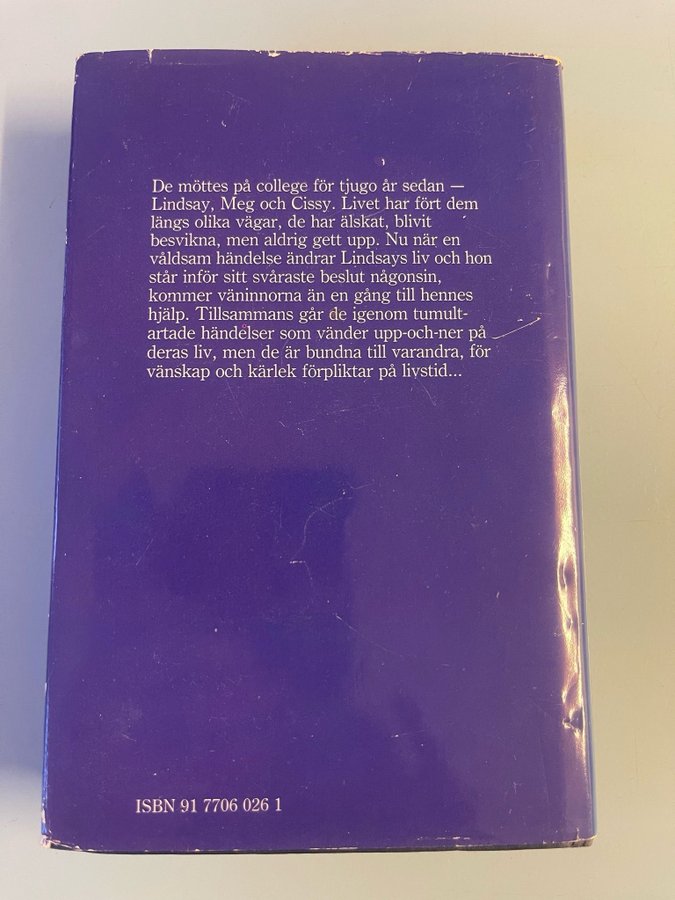 De möttes på college för tjugo år sedan —
Lindsay, Meg och Cissy. Livet har fört dem
längs olika vägar, de har älskat, blivit
besvikna, men aldrig gett upp. Nu när en
våldsam händelse ändrar Lindsays liv och hon
står inför sitt svåraste beslut någonsin,
kommer väninnorna än en gång till hennes
hjälp. Tillsammans går de igenom tumult-
artade händelser som vänder upp-och-ner på
deras liv, men de är bundna till varandra, för
vänskap och kärlek förpliktar på livstid...
ISBN 91 7706 026 1